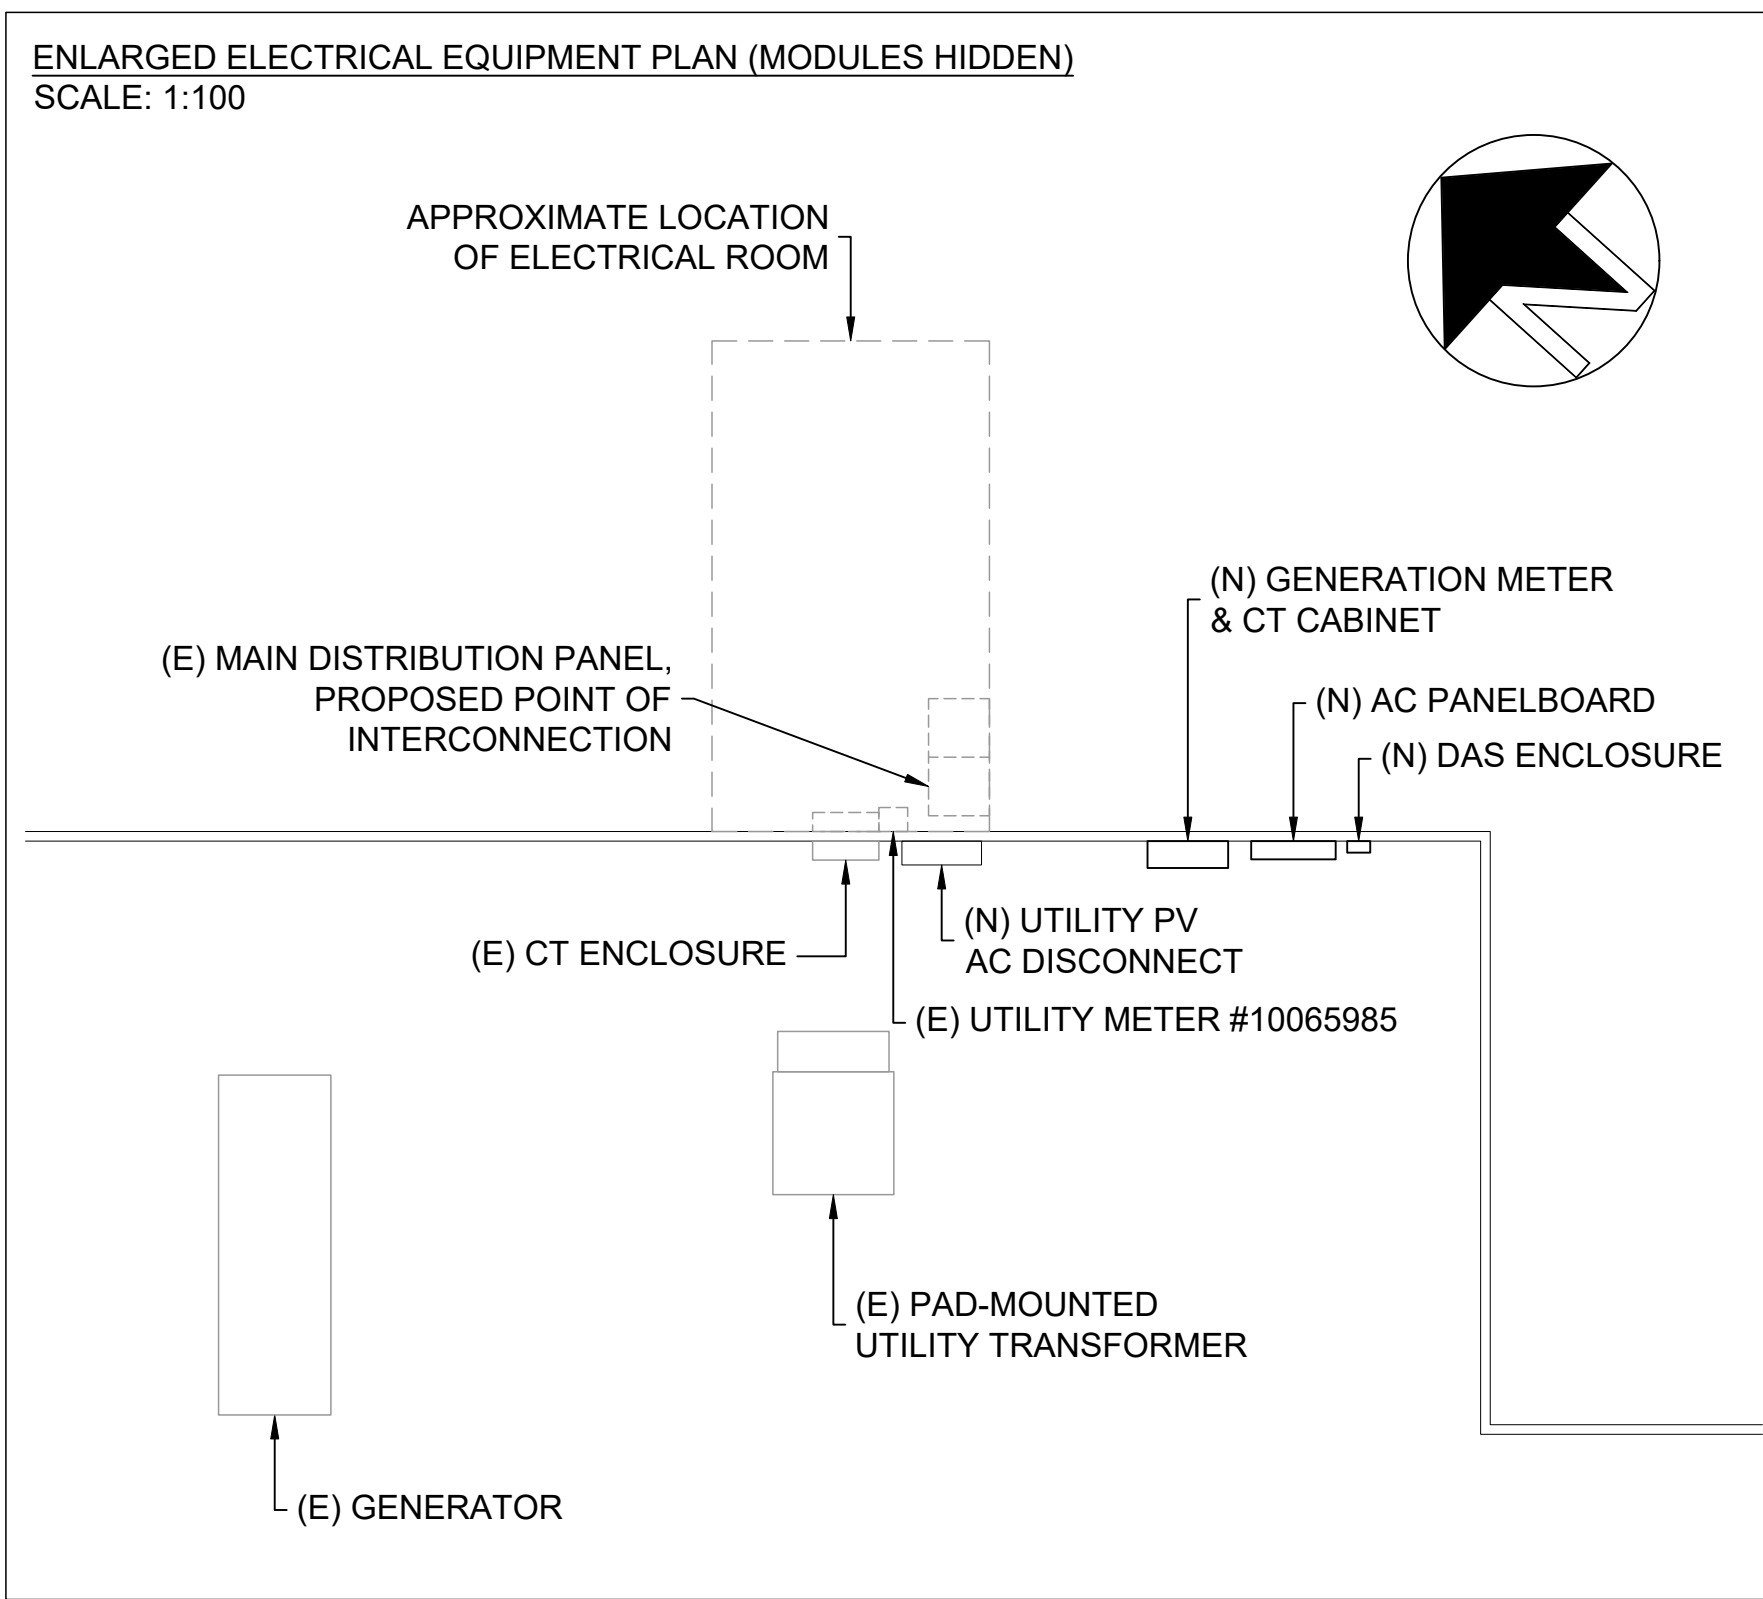 ENLARGED ELECTRICAL EQUIPMENT PLAN (MODULES HIDDEN)
SCALE: 1:100
APPROXIMATE LOCATION
OF ELECTRICAL ROOM
(N) GENERATION METER
& CT CABINET
(E) MAIN DISTRIBUTION PANEL,
PROPOSED POINT OF
INTERCONNECTION
(N) AC PANELBOARD
(N) DAS ENCLOSURE
(E) CT ENCLOSURE
(N) UTILITY PV
AC DISCONNECT
(E) UTILITY METER #10065985
(E) PAD-MOUNTED
UTILITY TRANSFORMER
(E) GENERATOR